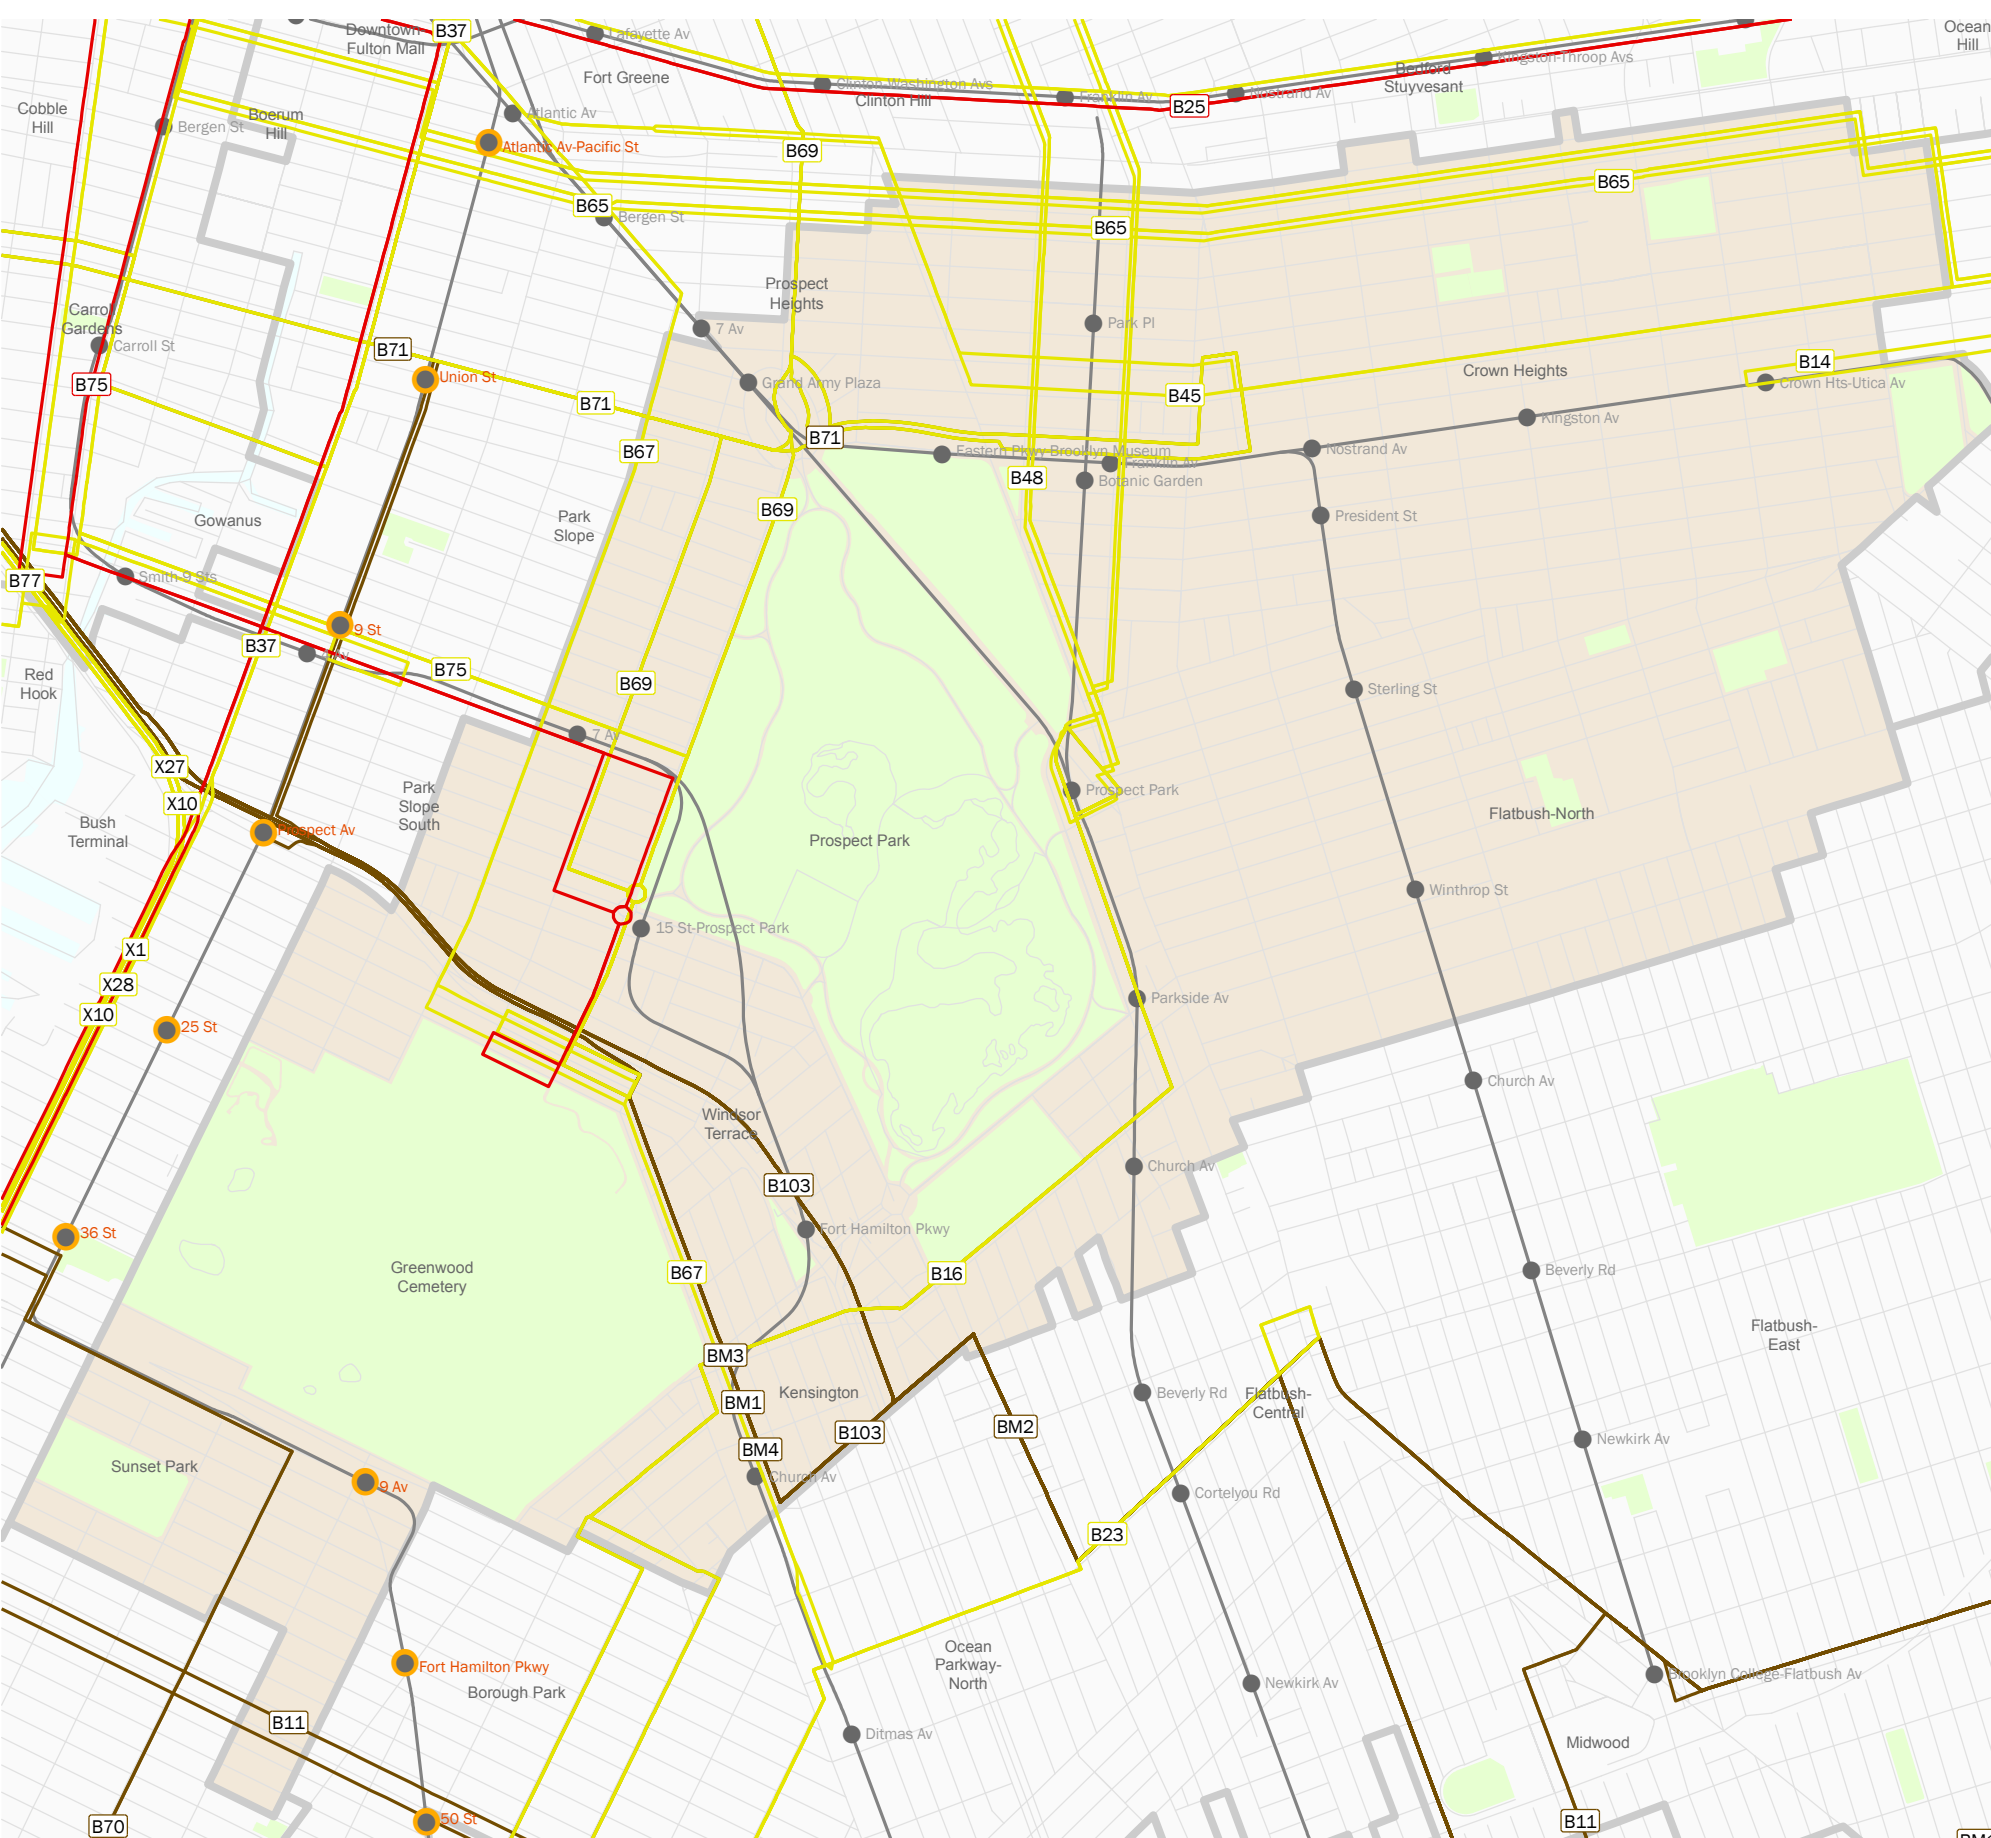 Downtown
Fulton Mall
B37
Lafayette Av
Fort Greene
Clinton-Washington Avs
Clinton Hill
Franklin Av
B25
Nostrand Av
Bedford
Stuyvesant
Kingston-Throop Avs
Ocean
Hill
Cobble
Hill
Bergen St
Boerum
Hill
Atlantic Av
Atlantic Av-Pacific St
B69
B65
Bergen St
B65
B65
Prospect
Heights
Carroll
Gardens
Carroll St
B71
7 Av
Park Pl
B75
Union St
B71
Grand Army Plaza
B45
Crown Heights
B14
Crown Hts-Utica Av
Kingston Av
B67
B71
Eastern Pkwy Brooklyn Museum
Franklin Av
Nostrand Av
B48
Botanic Garden
Gowanus
Park
Slope
B69
President St
B77
Smith-9 Sts
9 St
B37
4 Av
B75
Red
Hook
B69
Sterling St
7 Av
X27
X10
Park
Slope
South
Prospect Park
Bush
Terminal
Prospect Av
Prospect Park
Flatbush-North
Winthrop St
15 St-Prospect Park
X1
X28
X10
25 St
Parkside Av
Church Av
Windsor
Terrace
Church Av
B103
36 St
Fort Hamilton Pkwy
Greenwood
Cemetery
B67
B16
Beverly Rd
Flatbush-
East
BM3
Kensington
BM1
Beverly Rd
Flatbush-
Central
B103
BM2
BM4
Newkirk Av
Sunset Park
Church Av
9 Av
Cortelyou Rd
B23
Ocean
Parkway-
North
Fort Hamilton Pkwy
Borough Park
Newkirk Av
Brooklyn College-Flatbush Av
B11
Ditmas Av
Midwood
B70
50 St
B11